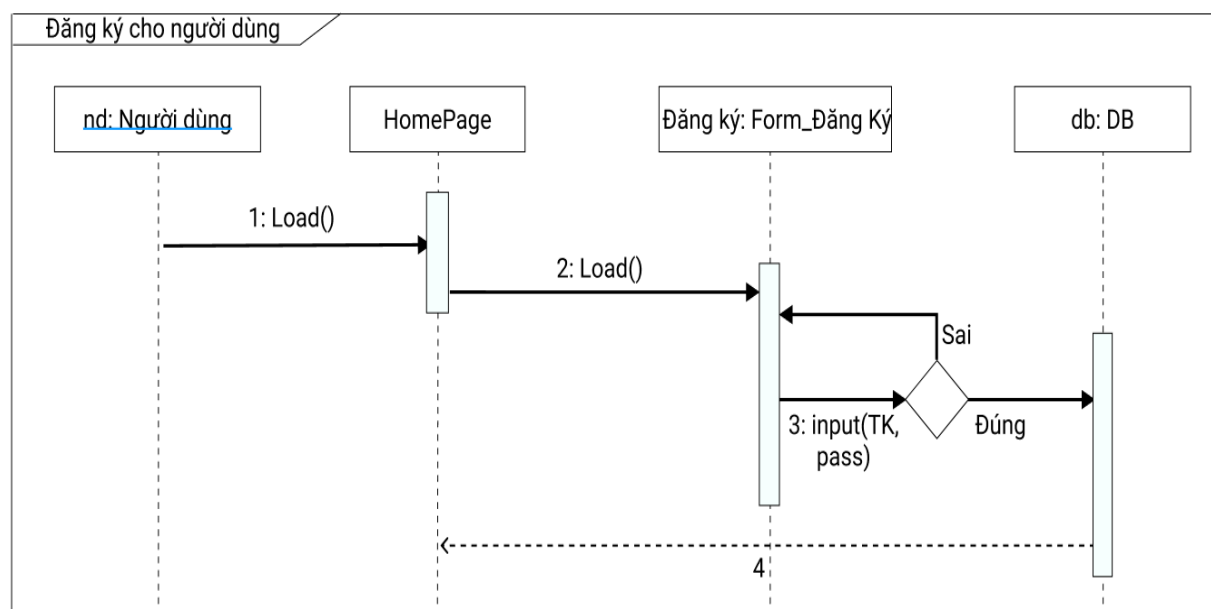 Đăng ký cho người dùng
nd: Người dùng
HomePage
Đăng ký: Form_Đăng Ký
db: DB
1: Load()
2: Load()
Sai
3: input(TK,
pass)
Đúng
4